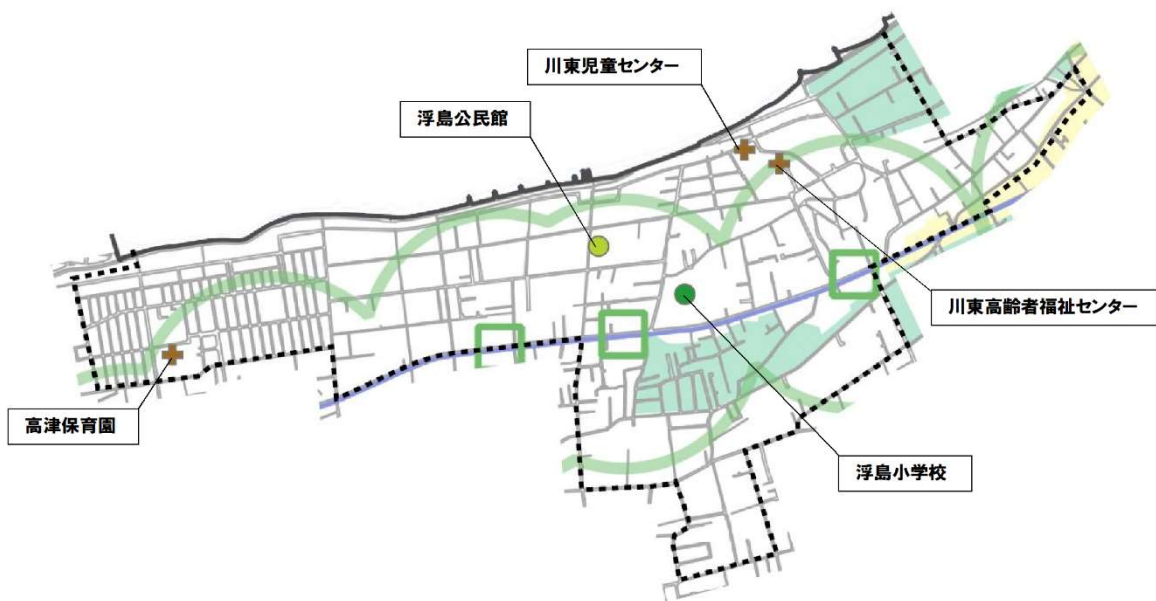 川東児童センター
浮島公民館
川東高齢者福祉センター
高津保育園
浮島小学校